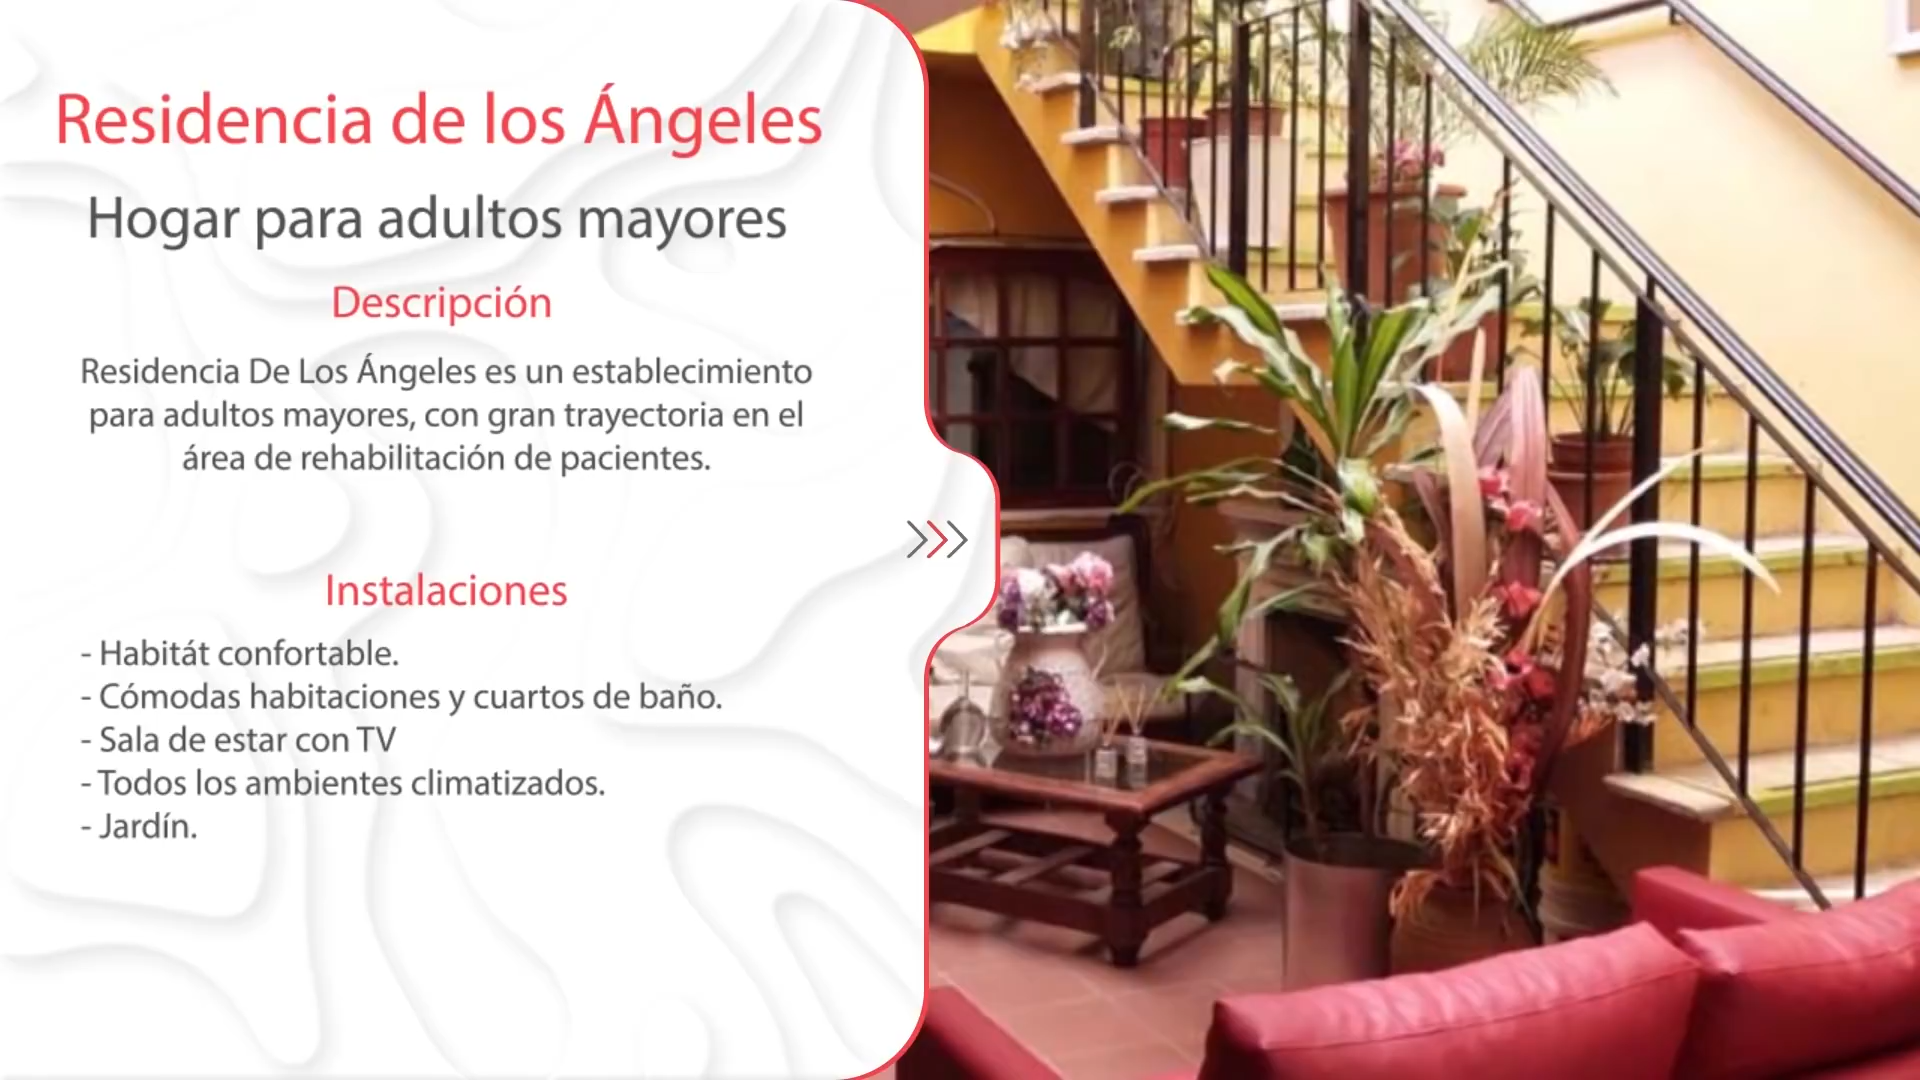 Residencia de los Ángeles
Hogar para adultos mayores
Descripción
Residencia De Los Ángeles es un establecimiento
para adultos mayores, con gran trayectoria en el
área de rehabilitación de pacientes.
Instalaciones
- Habitát confortable.
- Cómodas habitaciones y cuartos de baño.
- Sala de estar con TV
- Todos los ambientes climatizados.
- Jardín.